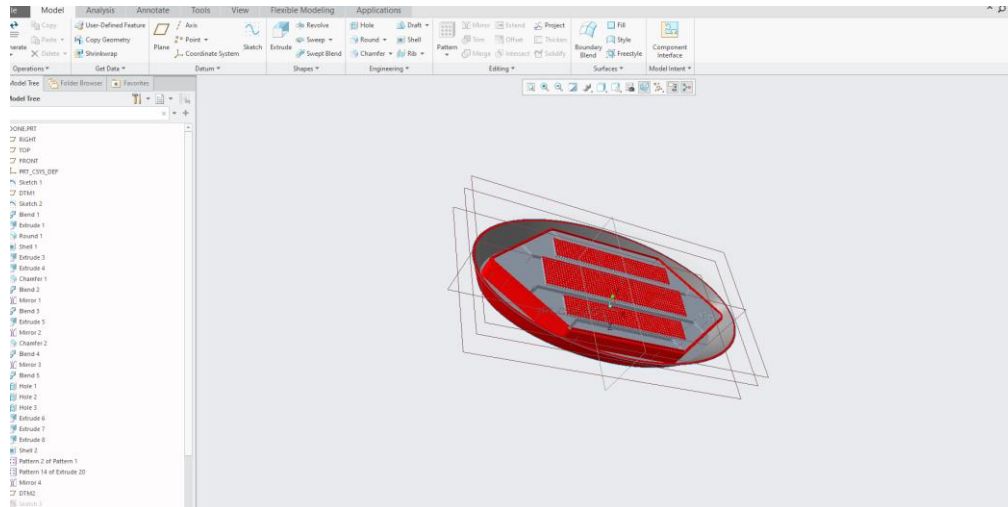 Model Analysis Annotate Tools View Flexible Modeling Applications
Copy User-Defined Feature Axis Revolve Hole Draft Mirror Extend Project Fill
Paste Copy Geometry Plane Point Sketch Extrude Sweep Round Shell Pattern Trim Offset Thicken Boundary Blend Style Component Interface
Delete Shrinkwrap Coordinate System Swept Blend Chamfer Rib Merge Intersect Solidify Freestyle
Operations Get Data Datum Shapes Engineering Editing Surfaces Model Intent
Model Tree Folder Browser Favorites
Model Tree
DONE.PRT
RIGHT
TOP
FRONT
PRT_CSYS_DEF
Sketch 1
DTM1
Sketch 2
Blend 1
Extrude 1
Round 1
Shell 1
Extrude 3
Extrude 4
Chamfer 1
Blend 2
Mirror 1
Blend 3
Extrude 5
Mirror 2
Chamfer 2
Blend 4
Mirror 3
Blend 5
Hole 1
Hole 2
Hole 3
Extrude 6
Extrude 7
Extrude 8
Shell 2
Pattern 2 of Pattern 1
Pattern 14 of Extrude 20
Mirror 4
DTM2
Sketch 3